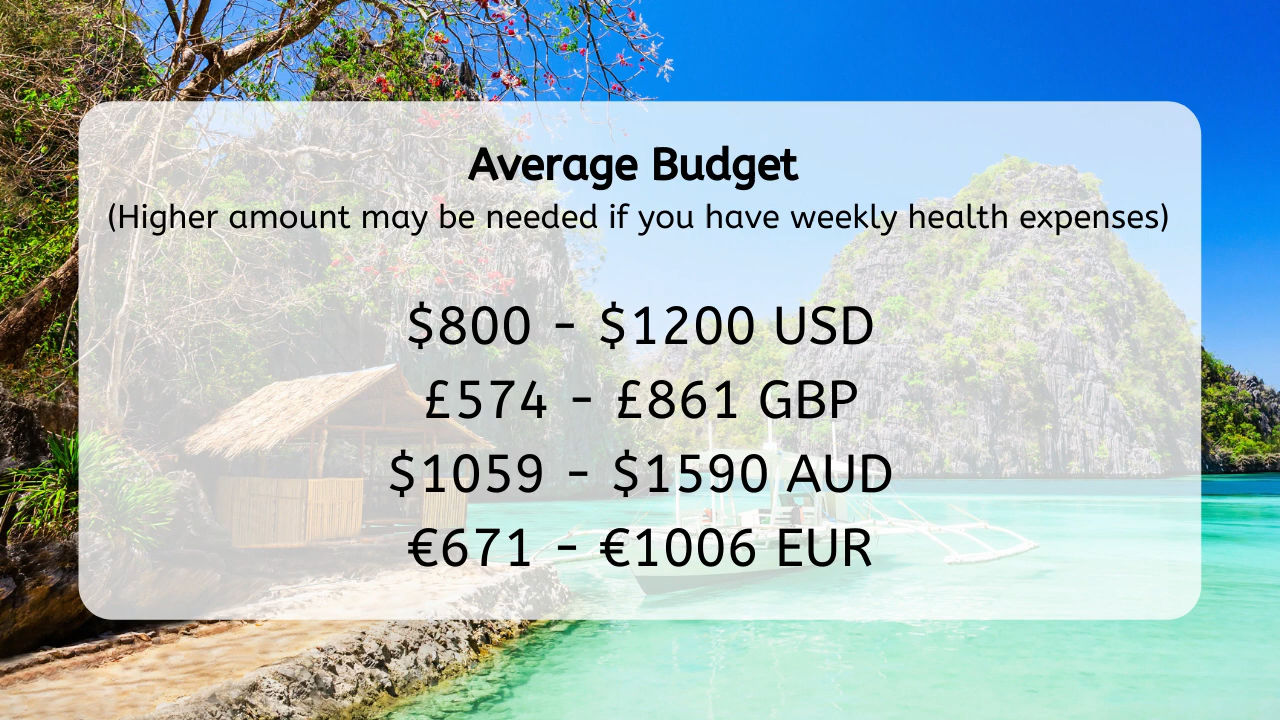 Average Budget
(Higher amount may be needed if you have weekly health expenses)
$800 - $1200 USD
£574 - £861 GBP
$1059 - $1590 AUD
€671 - €1006 EUR